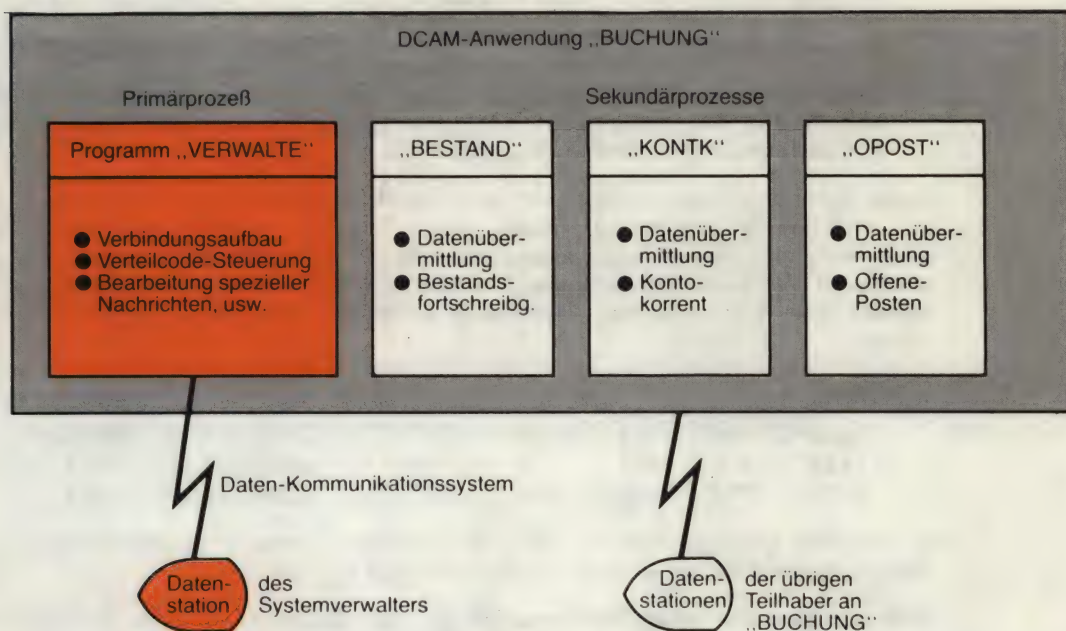 DCAM-Anwendung „BUCHUNG“
Primärprozeß
Sekundärprozesse
Programm „VERWALTE“
● Verbindungsaufbau
● Verteilcode-Steuerung
● Bearbeitung spezieller
Nachrichten, usw.
„BESTAND“
● Datenüber-
mittlung
● Bestands-
fortschreibg.
„KONTK“
● Datenüber-
mittlung
● Konto-
korrent
„OPOST“
● Datenüber-
mittlung
● Offene-
Posten
Daten-Kommunikationssystem
Daten-
station
des
Systemverwalters
Daten-
stationen
der übrigen
Teilhaber an
„BUCHUNG“